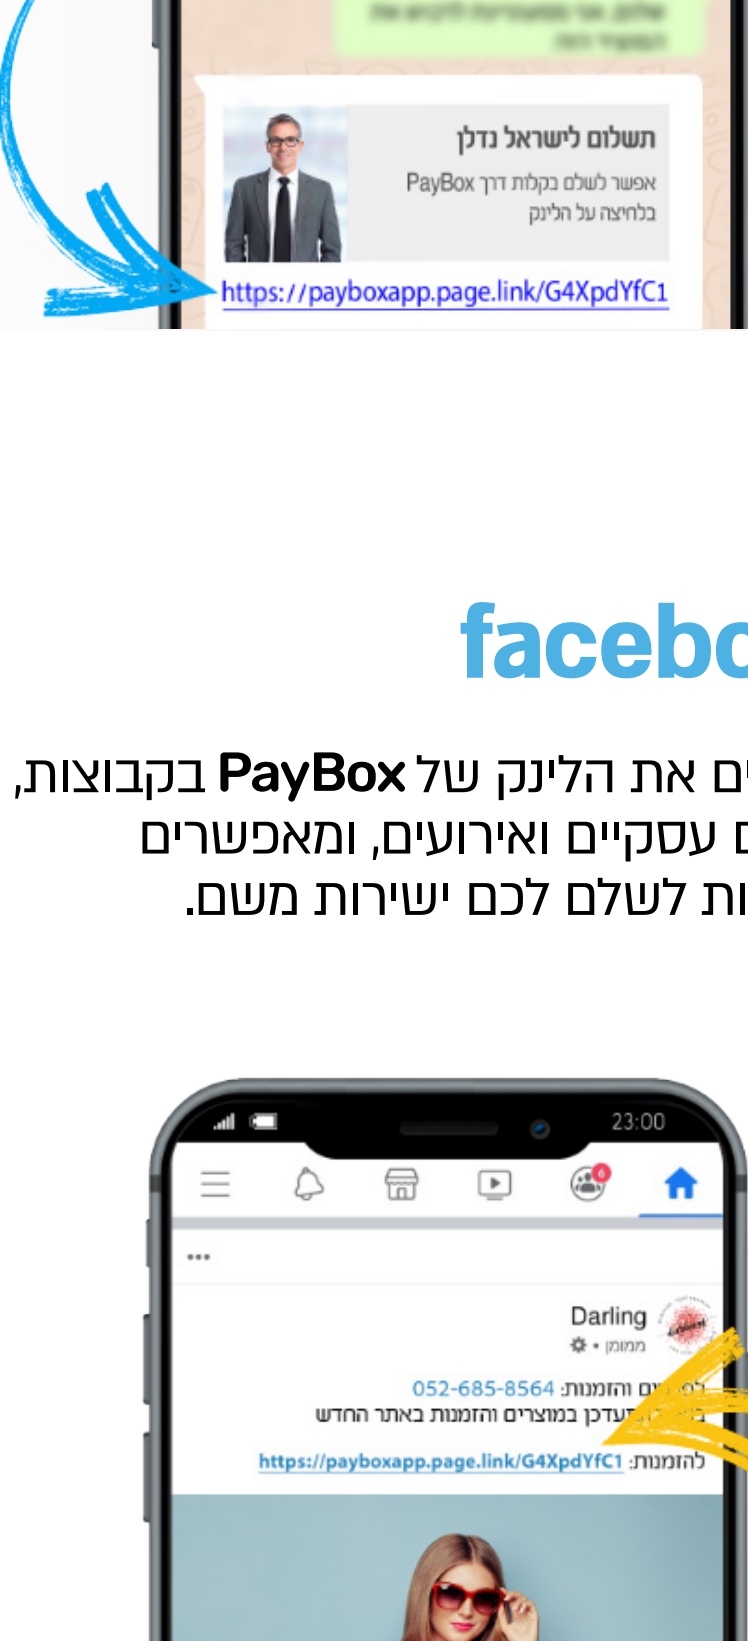 תשלום לישראל נדלן
אפשר לשלם בקלות דרך PayBox
בלחיצה על הלינק
https://payboxapp.page.link/G4XpdYfC1
facebo
ים את הלינק של PayBox בקבוצות,
ם עסקיים ואירועים, ומאפשרים
ות לשלם לכם ישירות משם.
23:00
6
Darling
ממומן
והזמנות: 052-685-8564
במוצרים והזמנות באתר החדש
להזמנות: https://payboxapp.page.link/G4XpdYfC1